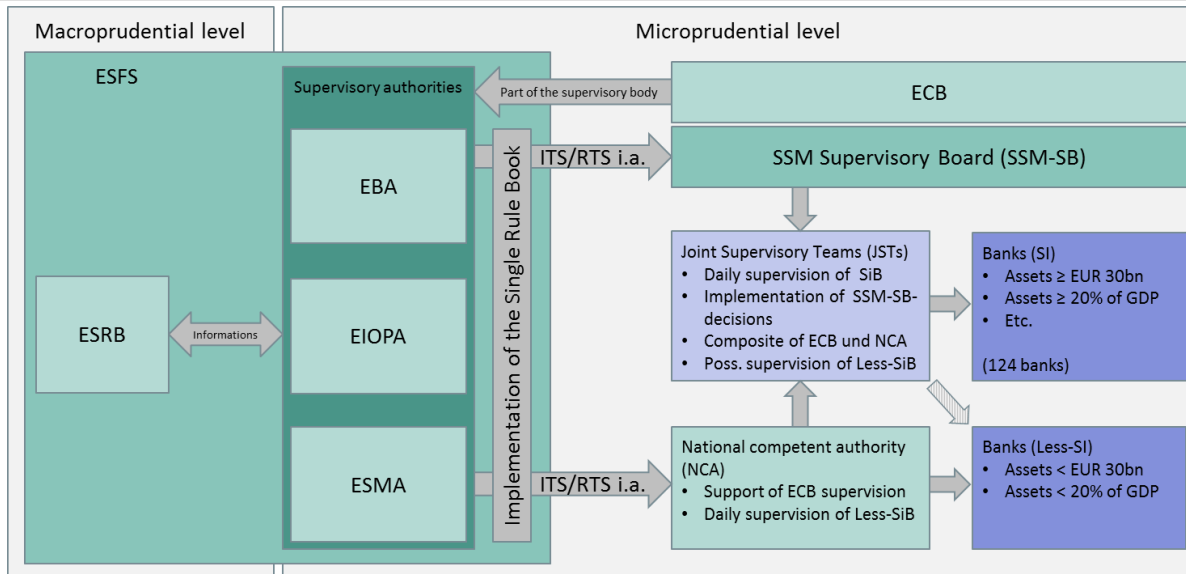 Macroprudential level
Microprudential level
ESFS
Supervisory authorities
EBA
EIOPA
ESMA
ESRB
Informations
Implementation of the Single Rule Book
Part of the supervisory body
ECB
ITS/RTS i.a.
SSM Supervisory Board (SSM-SB)
Joint Supervisory Teams (JSTs)
• Daily supervision of SiB
• Implementation of SSM-SB-
decisions
• Composite of ECB und NCA
• Poss. supervision of Less-SiB
Banks (SI)
• Assets ≥ EUR 30bn
• Assets ≥ 20% of GDP
• Etc.
(124 banks)
ITS/RTS i.a.
National competent authority
(NCA)
• Support of ECB supervision
• Daily supervision of Less-SiB
Banks (Less-SI)
• Assets < EUR 30bn
• Assets < 20% of GDP